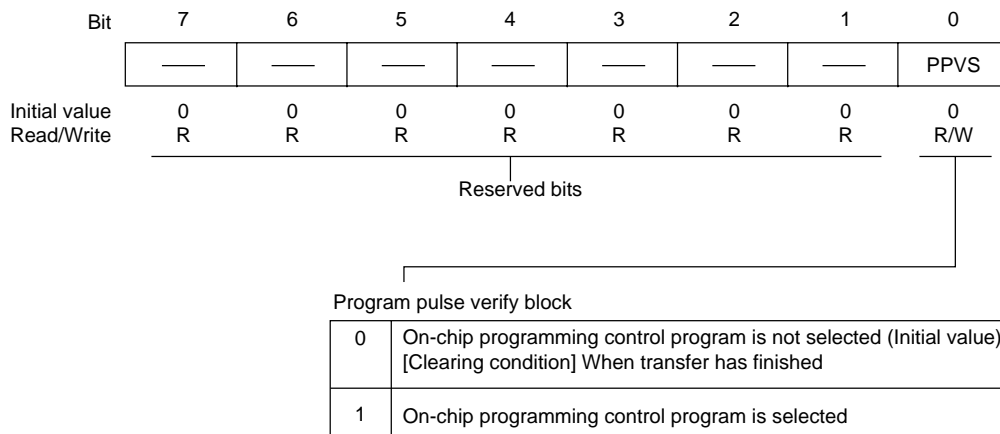 Bit 7 6 5 4 3 2 1 0
— — — — — — — PPVS
Initial value 0 0 0 0 0 0 0 0
Read/Write R R R R R R R R/W
Reserved bits
Program pulse verify block
0 On-chip programming control program is not selected (Initial value)
[Clearing condition] When transfer has finished
1 On-chip programming control program is selected